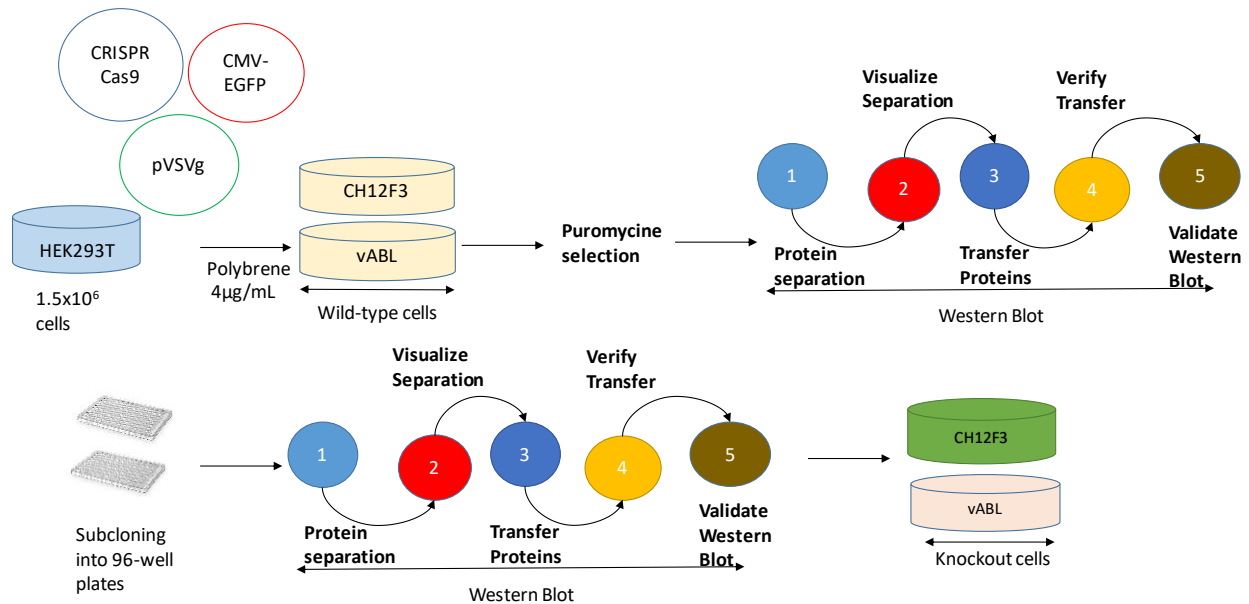 CRISPR
Cas9
CMV-
EGFP
pVSVg
HEK293T
1.5x10⁶
cells
Polybrene
4µg/mL
CH12F3
vABL
Wild-type cells
Puromycine
selection
Visualize
Separation
Verify
Transfer
1
2
3
4
5
Protein
separation
Transfer
Proteins
Validate
Western
Blot
Western Blot
Subcloning
into 96-well
plates
Visualize
Separation
Verify
Transfer
1
2
3
4
5
Protein
separation
Transfer
Proteins
Validate
Western
Blot
Western Blot
CH12F3
vABL
Knockout cells